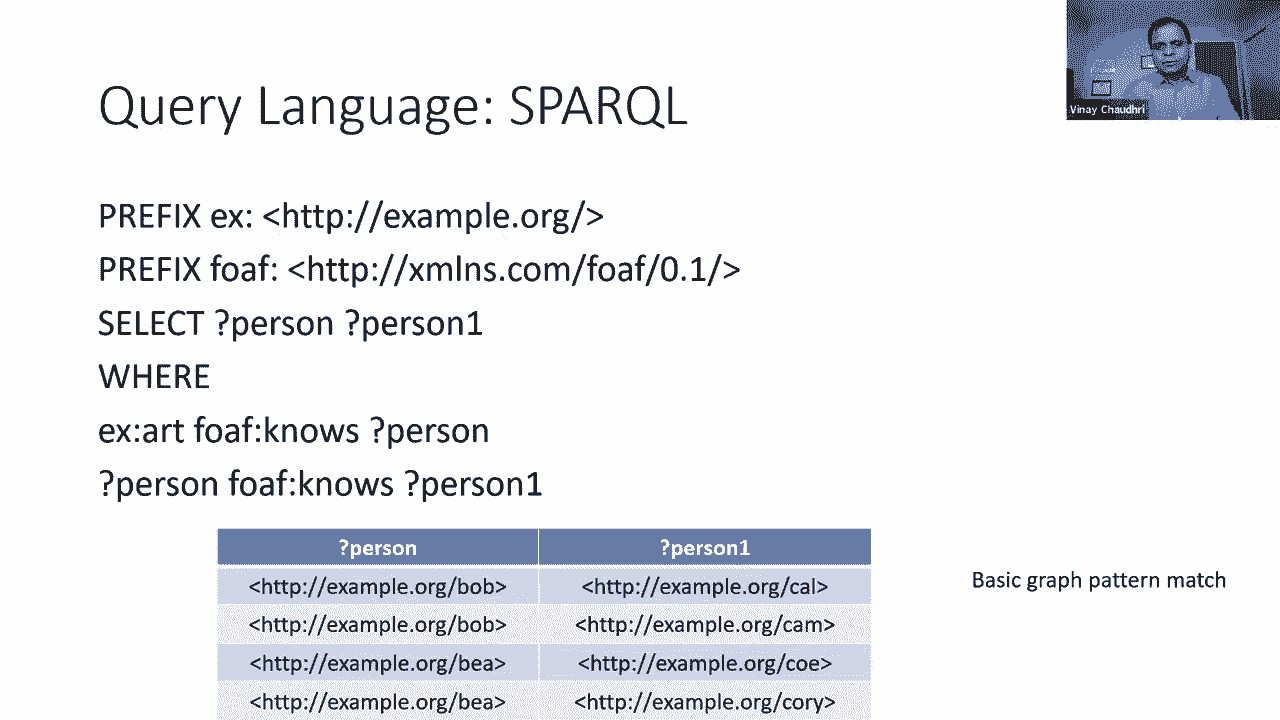 Vinay Chaudhri
Query Language: SPARQL
PREFIX ex: <http://example.org/>
PREFIX foaf: <http://xmlns.com/foaf/0.1/>
SELECT ?person ?person1
WHERE
ex:art foaf:knows ?person
?person foaf:knows ?person1
?person ?person1
<http://example.org/bob> <http://example.org/cal>
<http://example.org/bob> <http://example.org/cam>
<http://example.org/bea> <http://example.org/coe>
<http://example.org/bea> <http://example.org/cory>
Basic graph pattern match